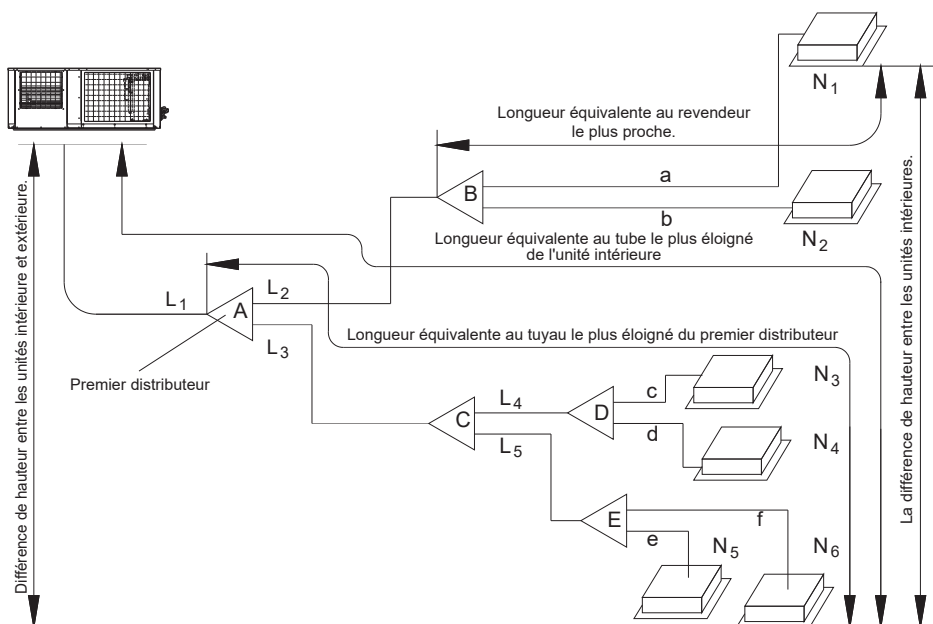 N1
Longueur équivalente au revendeur
le plus proche.
a
B
b
N2
Longueur équivalente au tube le plus éloigné
de l'unité intérieure
L1
L2
A
L3
Longueur équivalente au tuyau le plus éloigné du premier distributeur
Premier distributeur
N3
c
L4
D
C
d
L5
N4
E
f
e
N5
N6
Différence de hauteur entre les unités intérieure et extérieure.
La différence de hauteur entre les unités intérieures.